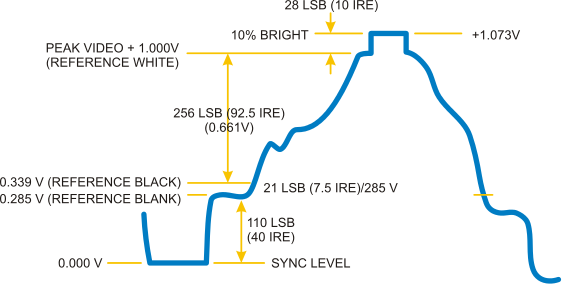 28 LSB (10 IRE)
10% BRIGHT
+1.073V
PEAK VIDEO + 1.000V
(REFERENCE WHITE)
256 LSB (92.5 IRE)
(0.661V)
0.339 V (REFERENCE BLACK)
21 LSB (7.5 IRE)/285 V
0.285 V (REFERENCE BLANK)
110 LSB
(40 IRE)
0.000 V
SYNC LEVEL